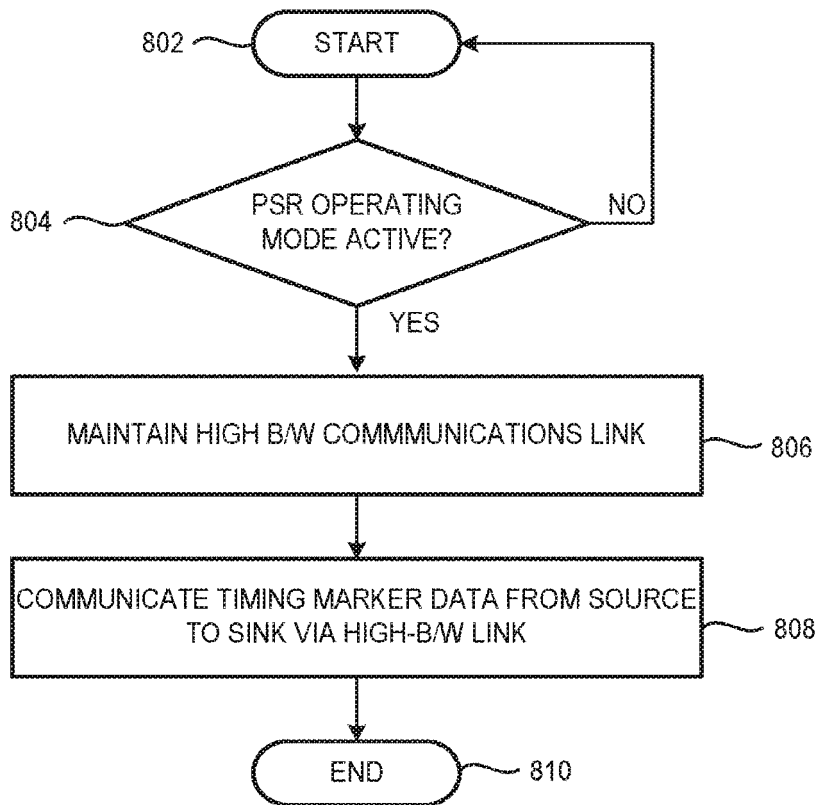 802
START
804
PSR OPERATING
MODE ACTIVE?
NO
YES
MAINTAIN HIGH B/W COMMMUNICATIONS LINK
806
COMMUNICATE TIMING MARKER DATA FROM SOURCE
TO SINK VIA HIGH-B/W LINK
808
END
810